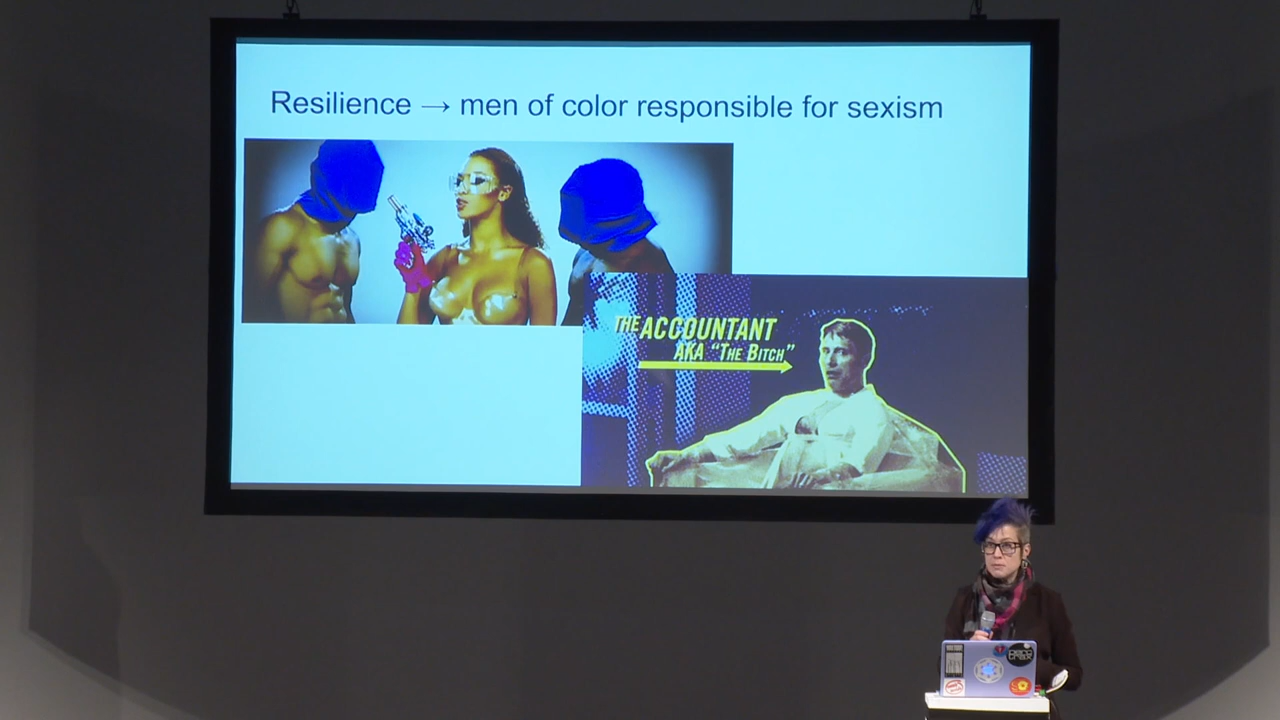 Resilience → men of color responsible for sexism
THE ACCOUNTANT
AKA "THE BITCH"